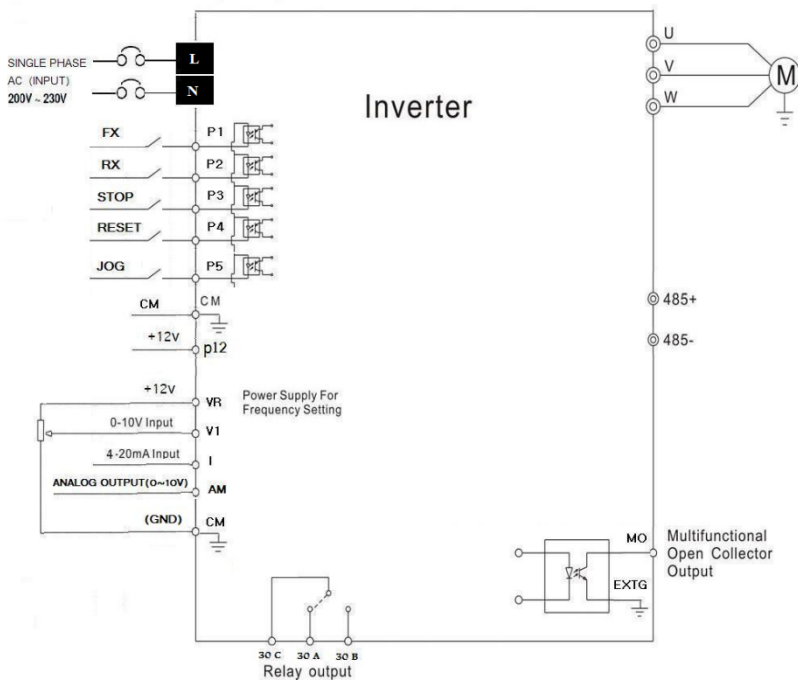 SINGLE PHASE
AC (INPUT)
200V ~ 230V
L
N
Inverter
U
V
W
M
FX
P1
RX
P2
STOP
P3
RESET
P4
JOG
P5
CM
CM
+12v
p12
485+
485-
+12v
VR
Power Supply For
Frequency Setting
0-10V Input
V1
4-20mA Input
I
ANALOG OUTPUT(0~10V)
AM
(GND)
CM
MO
Multifunctional
Open Collector
Output
EXTG
30 C
30 A
30 B
Relay output